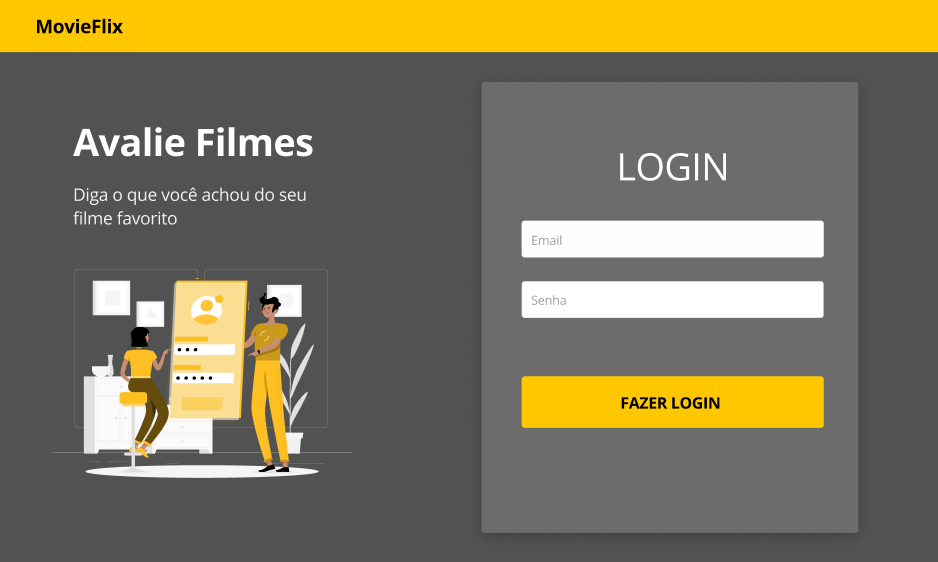 MovieFlix
Avalie Filmes
Diga o que você achou do seu
filme favorito
LOGIN
Email
Senha
FAZER LOGIN